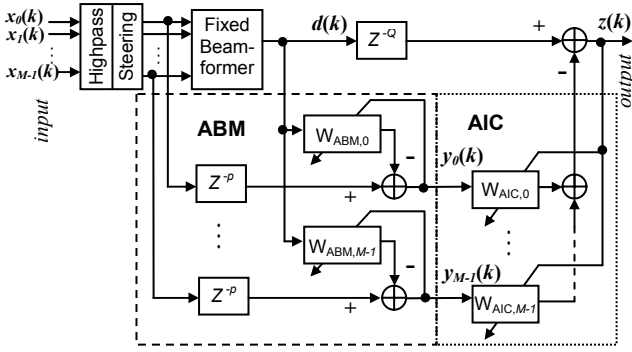 x0(k)
x1(k)
xM-1(k)
input
Highpass
Steering
Fixed
Beam-
former
d(k)
Z-Q
+
-
z(k)
output
ABM
AIC
WABM,0
-
y0(k)
Z-p
+
WAIC,0
WABM,M-1
-
yM-1(k)
Z-p
+
WAIC,M-1